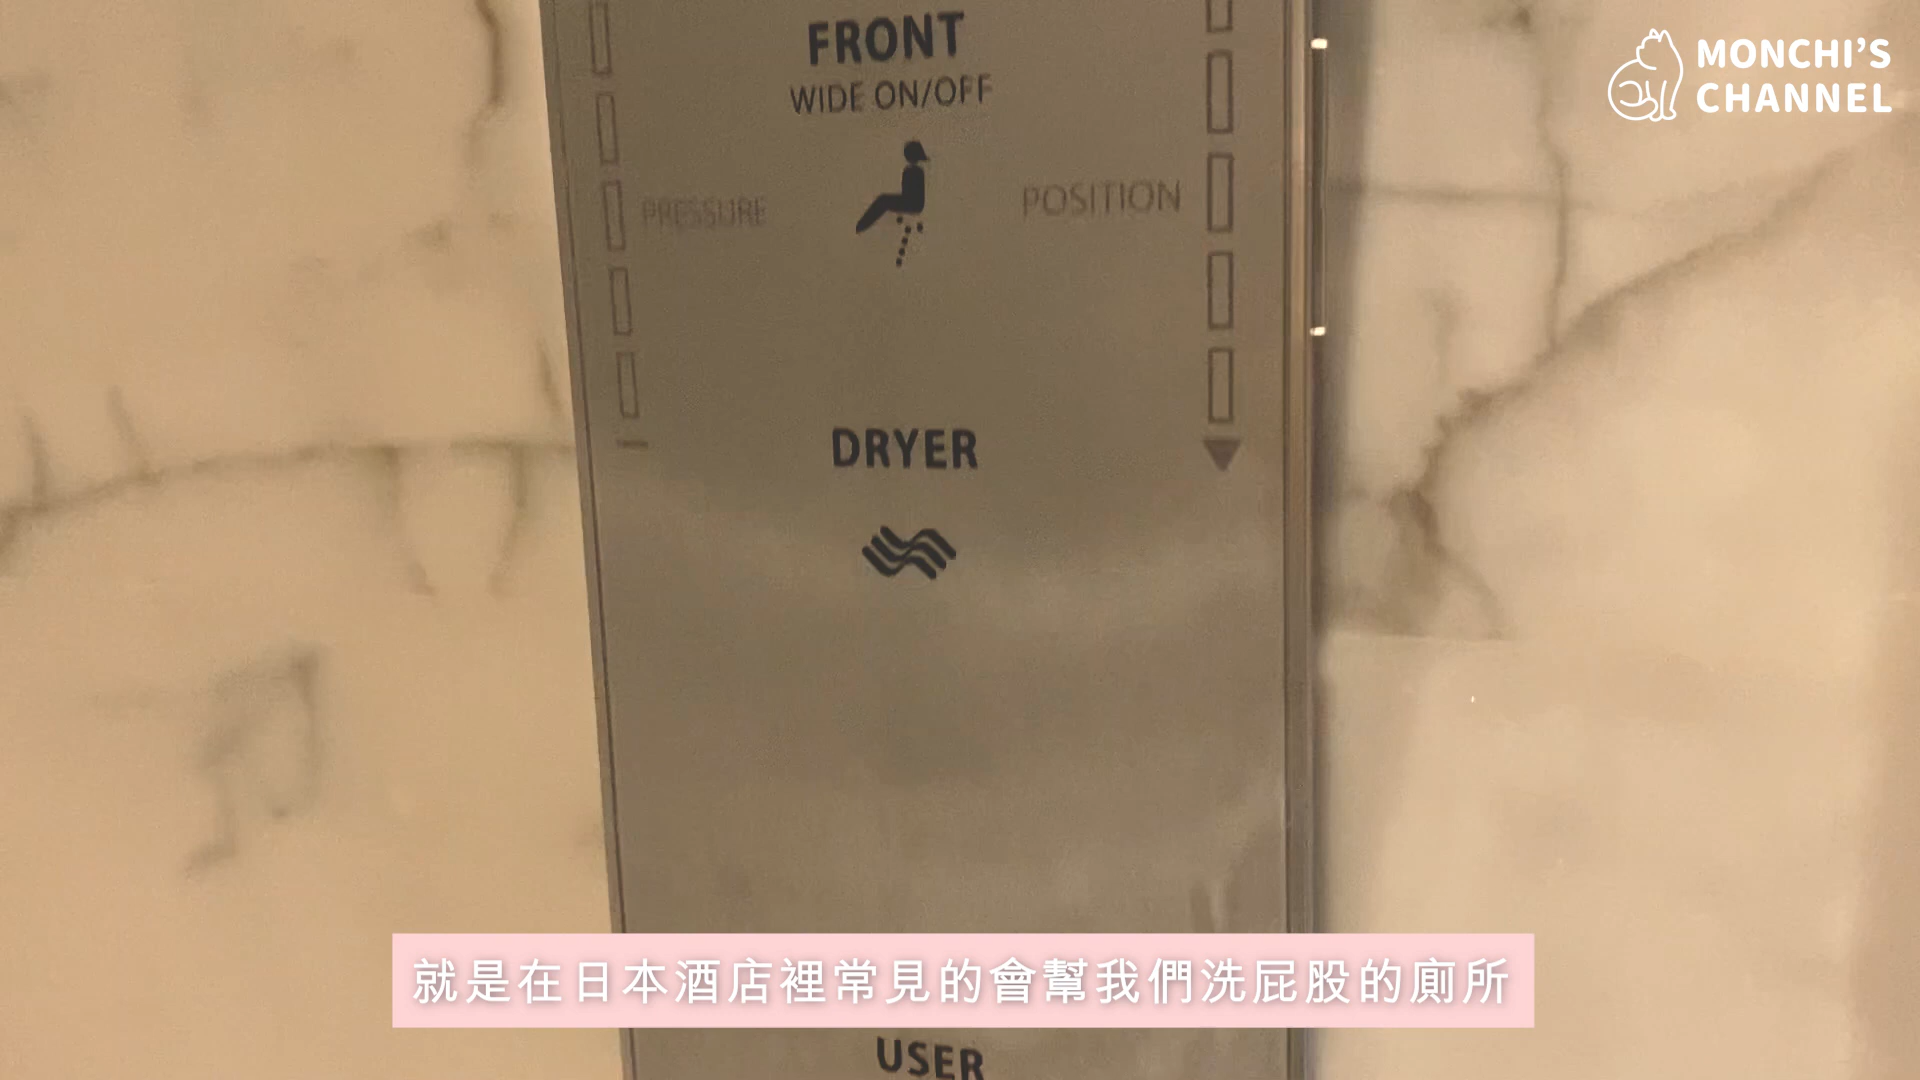 MONCHI'S
CHANNEL
FRONT
WIDE ON/OFF
PRESSURE
POSITION
DRYER
就是在日本酒店裡常見的會幫我們洗屁股的廁所
USER